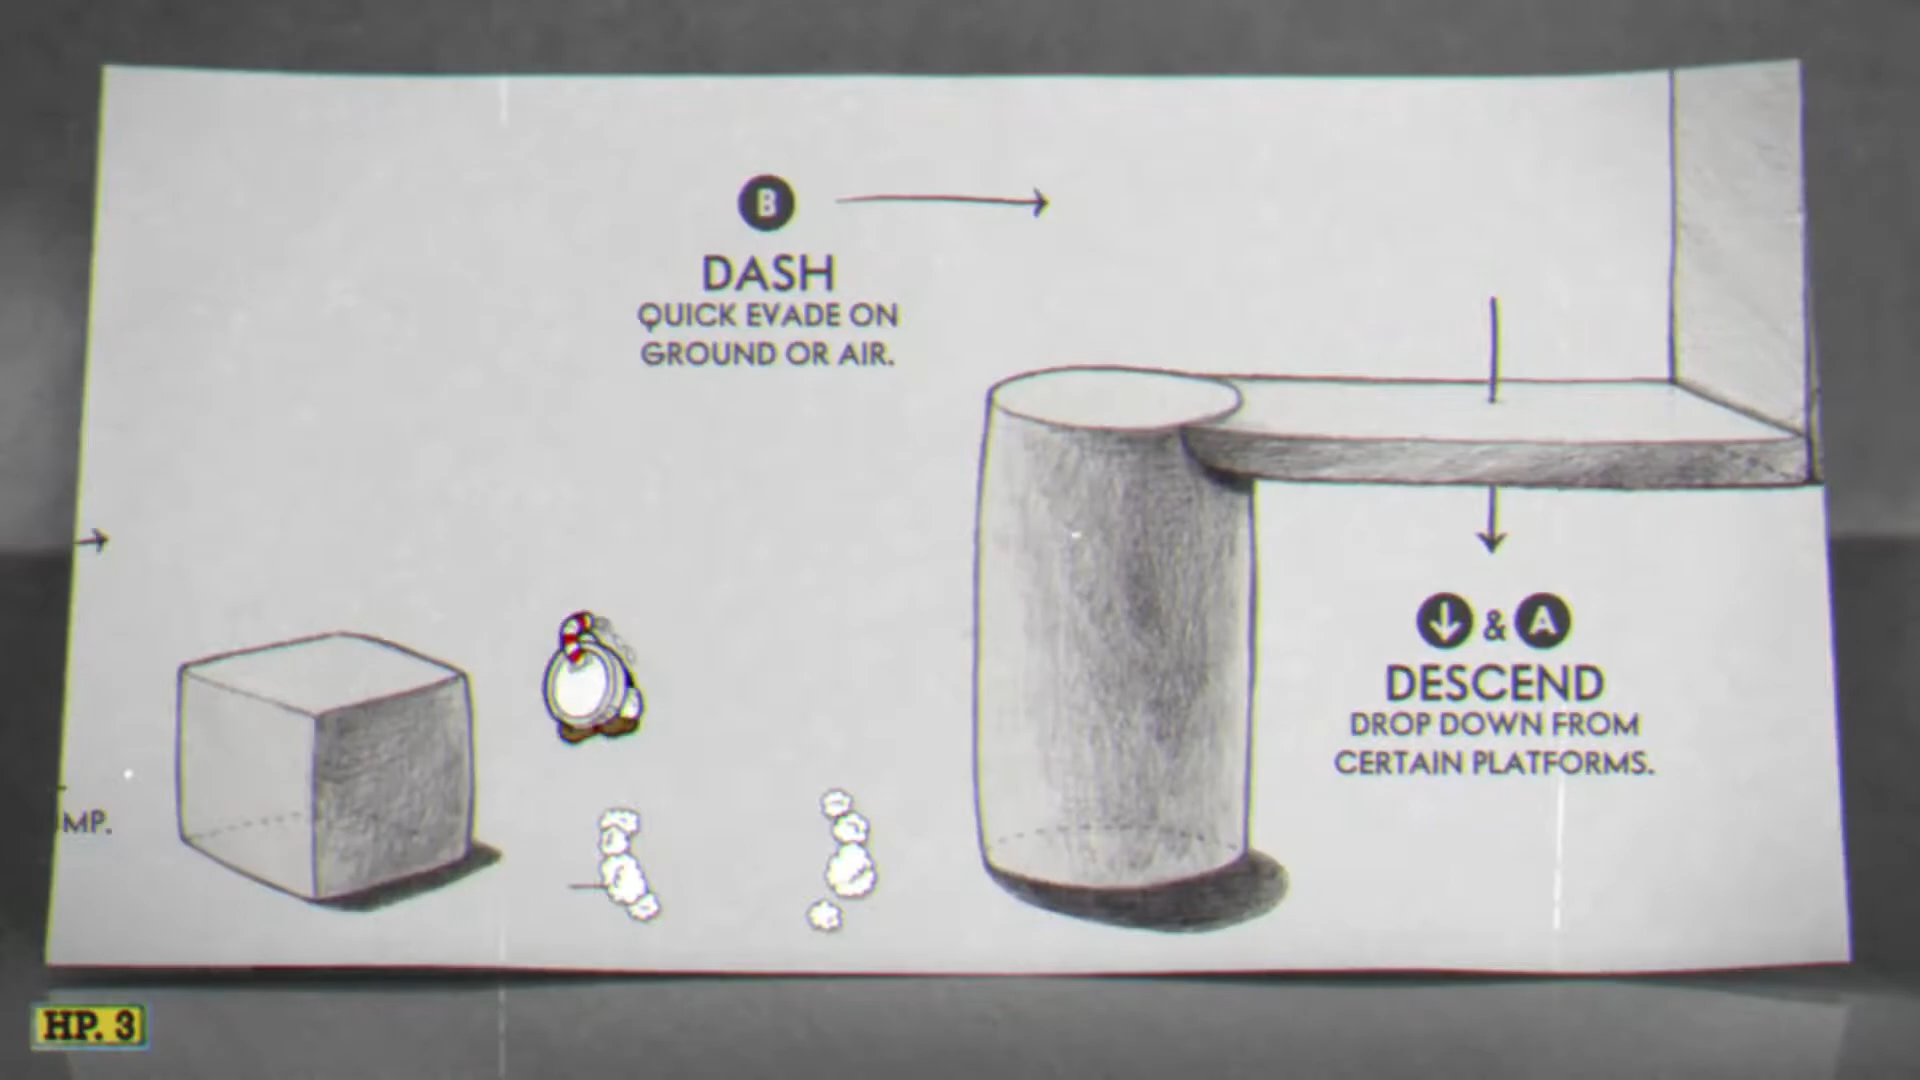 B
DASH
QUICK EVADE ON
GROUND OR AIR.
& A
DESCEND
DROP DOWN FROM
CERTAIN PLATFORMS.
MP.
HP. 3